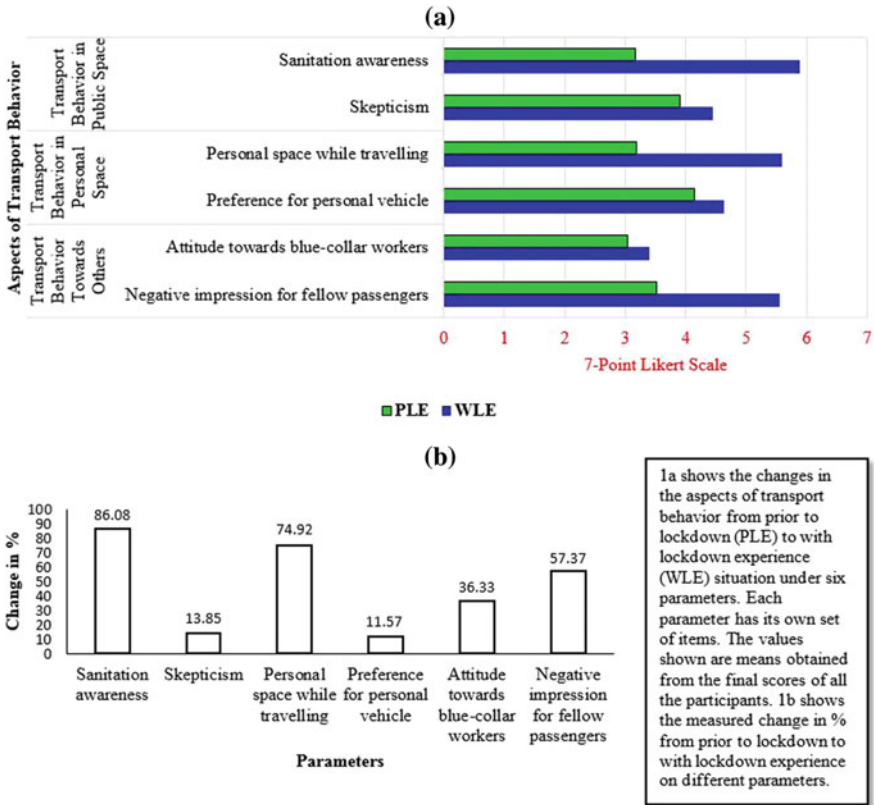 (a)
Aspects of Transport Behavior
Transport
Behavior in
Public Space
Sanitation awareness
Skepticism
Transport
Behavior in
Personal
Space
Personal space while travelling
Preference for personal vehicle
Transport
Behavior
Towards
Others
Attitude towards blue-collar workers
Negative impression for fellow passengers
0 1 2 3 4 5 6 7
7-Point Likert Scale
PLE WLE
(b)
Change in %
100
90
80
70
60
50
40
30
20
10
0
86.08
13.85
74.92
11.57
36.33
57.37
Sanitation
awareness
Skepticism
Personal
space while
travelling
Preference
for personal
vehicle
Attitude
towards
blue-collar
workers
Negative
impression
for fellow
passengers
Parameters
1a shows the changes in
the aspects of transport
behavior from prior to
lockdown (PLE) to with
lockdown experience
(WLE) situation under six
parameters. Each
parameter has its own set
of items. The values
shown are means obtained
from the final scores of all
the participants. 1b shows
the measured change in %
from prior to lockdown to
with lockdown experience
on different parameters.